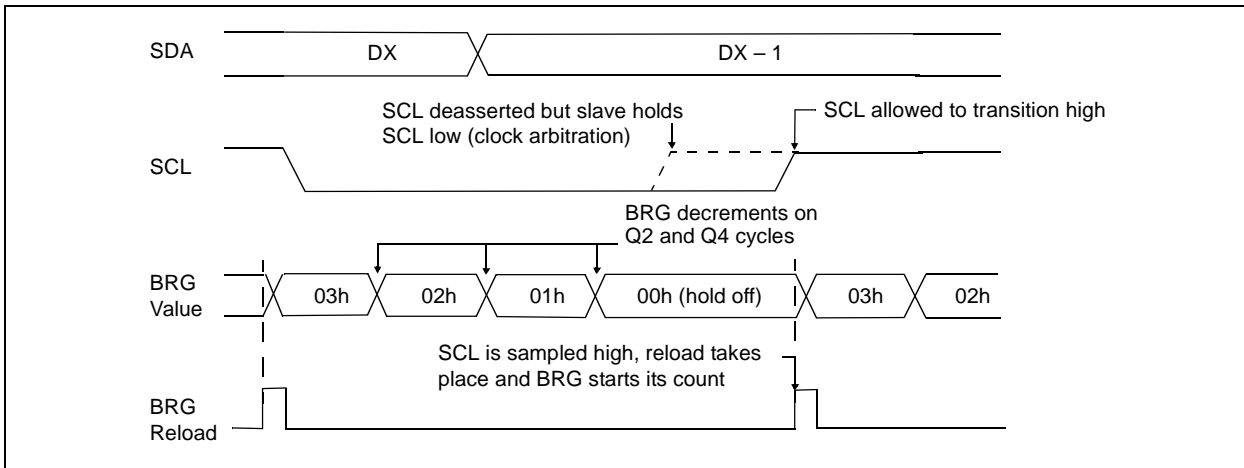 SDA
DX
DX – 1
SCL deasserted but slave holds
SCL low (clock arbitration)
SCL allowed to transition high
SCL
BRG decrements on
Q2 and Q4 cycles
BRG
Value
03h
02h
01h
00h (hold off)
03h
02h
SCL is sampled high, reload takes
place and BRG starts its count
BRG
Reload